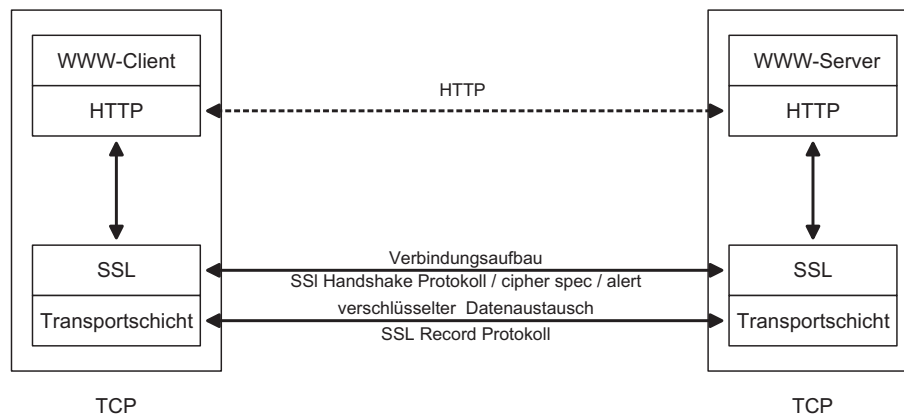 WWW-Client
WWW-Server
HTTP
HTTP
HTTP
Verbindungsaufbau
SSL
SSl Handshake Protokoll / cipher spec / alert
SSL
verschlüsselter Datenaustausch
Transportschicht
SSL Record Protokoll
Transportschicht
TCP
TCP